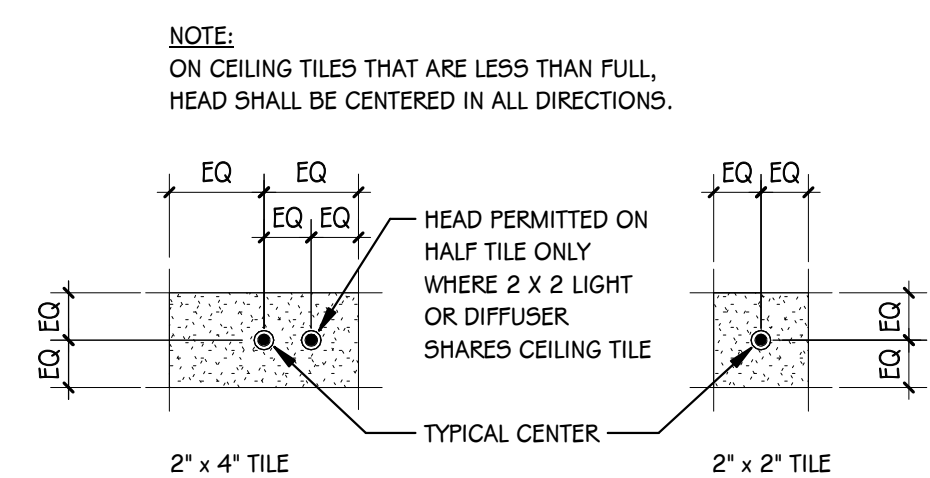 NOTE:
ON CEILING TILES THAT ARE LESS THAN FULL,
HEAD SHALL BE CENTERED IN ALL DIRECTIONS.
EQ EQ
EQ EQ
EQ EQ
HEAD PERMITTED ON
HALF TILE ONLY
WHERE 2 X 2 LIGHT
OR DIFFUSER
SHARES CEILING TILE
EQ
EQ
EQ
EQ
TYPICAL CENTER
2" x 4" TILE
2" x 2" TILE